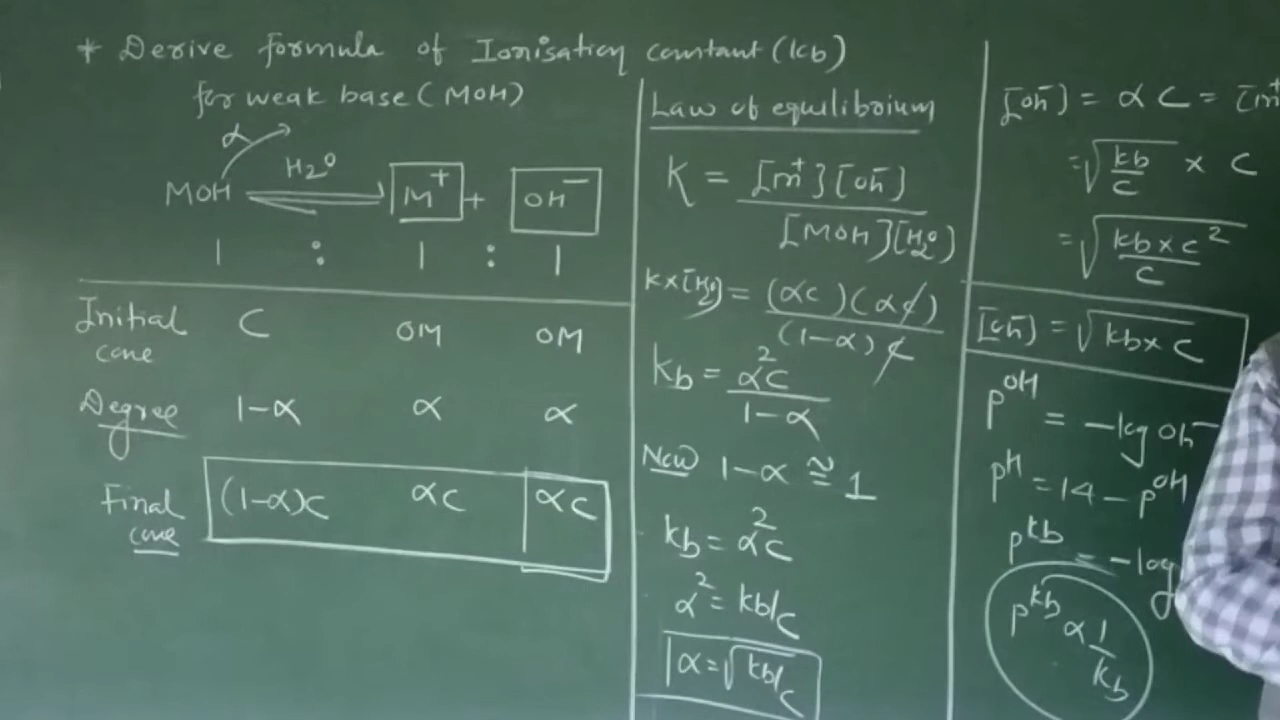 * Derive formula of Ionisation constant (kb)
for weak base (MOH)
α
H₂O
MOH ⇌ M⁺ + OH⁻
1 : 1 : 1
Initial C OM OM
conc
Degree 1-α α α
Final (1-α)C αC αC
conc
Law of equilibrium
K = [M⁺][OH⁻] / [MOH][H₂O]
K×[H₂O] = (αC)(αC) / (1-α)C
kb = α²C / 1-α
Now 1-α ≅ 1
kb = α²C
α² = kb/C
α = √kb/C
[OH⁻] = αC = [M⁺
= √(kb/C) × C
= √(kb×C²/C)
[OH⁻] = √kb×C
pOH = -log OH⁻
pH = 14 - pOH
pkb = -log
pkb ∝ 1/kb